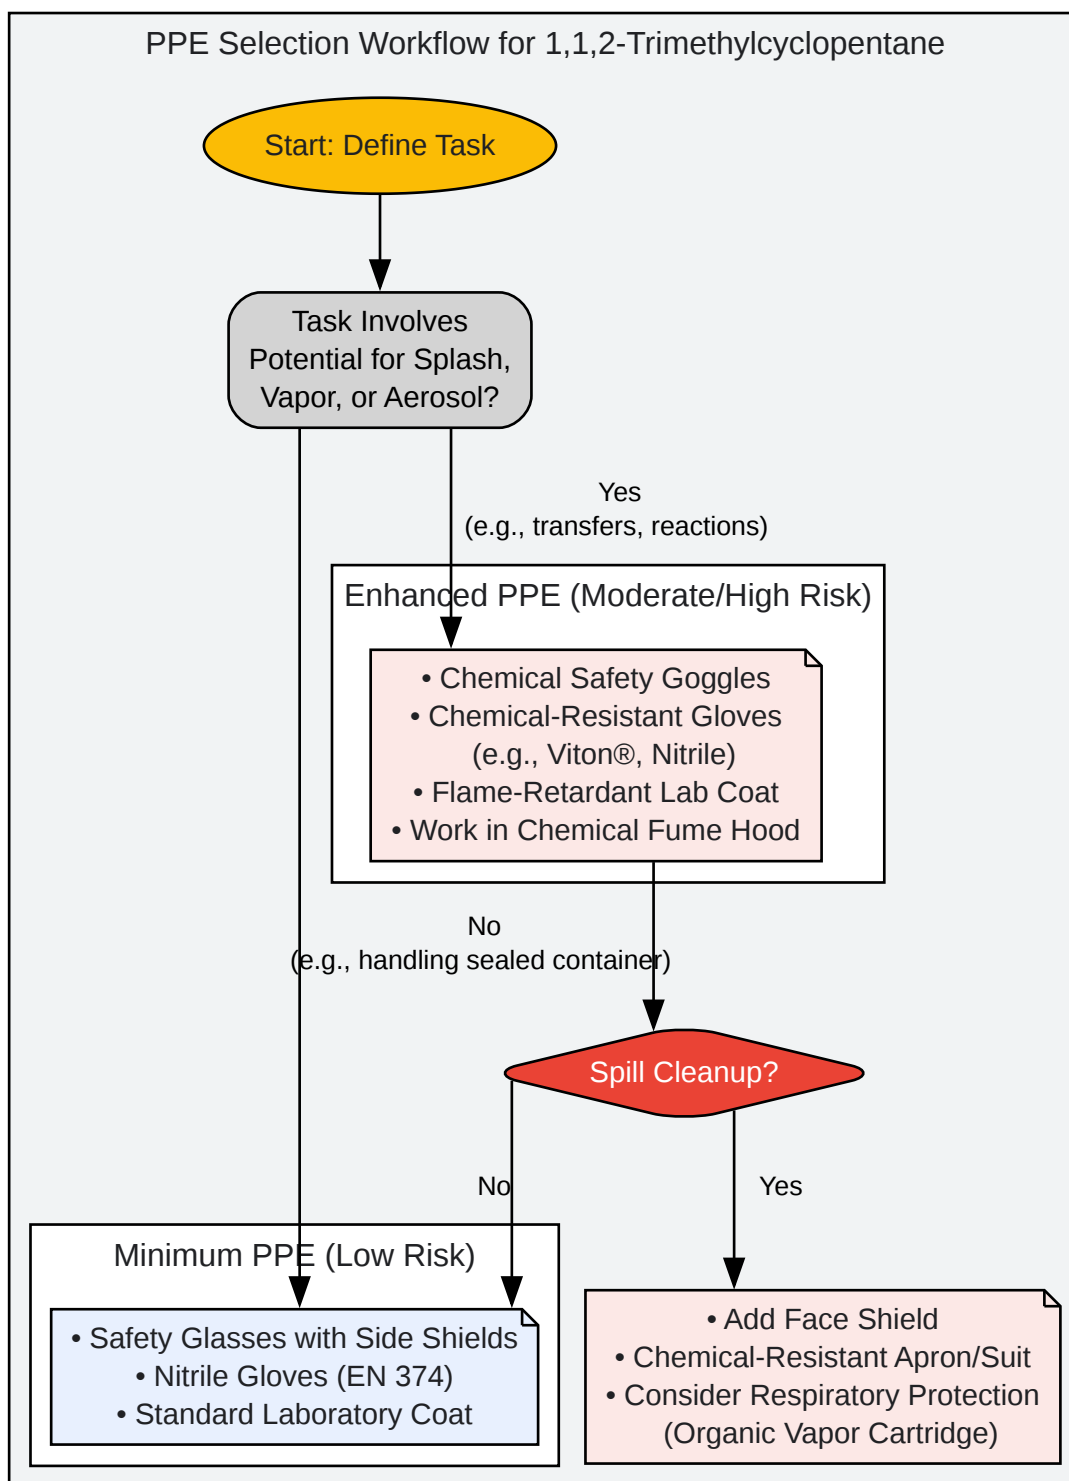 PPE Selection Workflow for 1,1,2-Trimethylcyclopentane
Start: Define Task
Task Involves
Potential for Splash,
Vapor, or Aerosol?
Yes
(e.g., transfers, reactions)
Enhanced PPE (Moderate/High Risk)
• Chemical Safety Goggles
• Chemical-Resistant Gloves
(e.g., Viton®, Nitrile)
• Flame-Retardant Lab Coat
• Work in Chemical Fume Hood
No
(e.g., handling sealed container)
Spill Cleanup?
No
Yes
Minimum PPE (Low Risk)
• Safety Glasses with Side Shields
• Nitrile Gloves (EN 374)
• Standard Laboratory Coat
• Add Face Shield
• Chemical-Resistant Apron/Suit
• Consider Respiratory Protection
(Organic Vapor Cartridge)